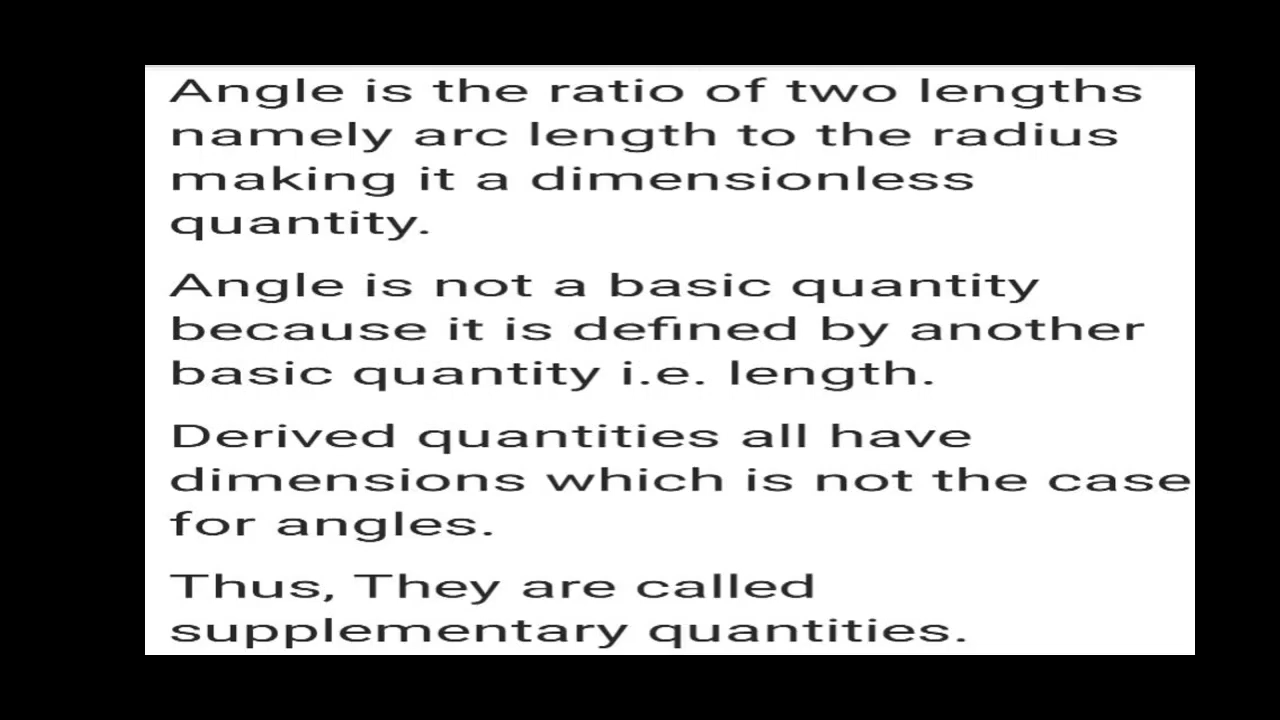 Angle is the ratio of two lengths
namely arc length to the radius
making it a dimensionless
quantity.
Angle is not a basic quantity
because it is defined by another
basic quantity i.e. length.
Derived quantities all have
dimensions which is not the case
for angles.
Thus, They are called
supplementary quantities.